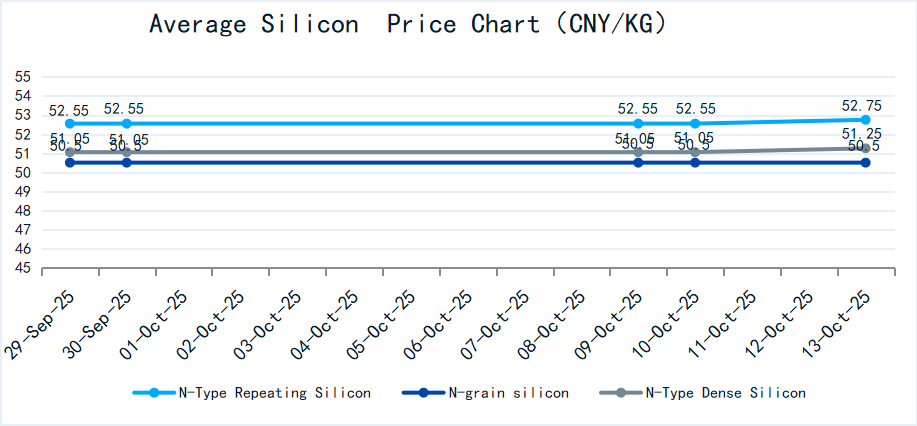 Average Silicon  Price Chart (CNY/KG)
55
54
53
52
51
50
49
48
47
46
45
52.55 52.55 52.55 52.55 52.75
51.05 51.05 51.05 51.05 51.25
50.5 50.5 50.5 50.5 50.5
29-Sep-25 30-Sep-25 01-Oct-25 02-Oct-25 03-Oct-25 04-Oct-25 05-Oct-25 06-Oct-25 07-Oct-25 08-Oct-25 09-Oct-25 10-Oct-25 11-Oct-25 12-Oct-25 13-Oct-25
N-Type Repeating Silicon N-grain silicon N-Type Dense Silicon